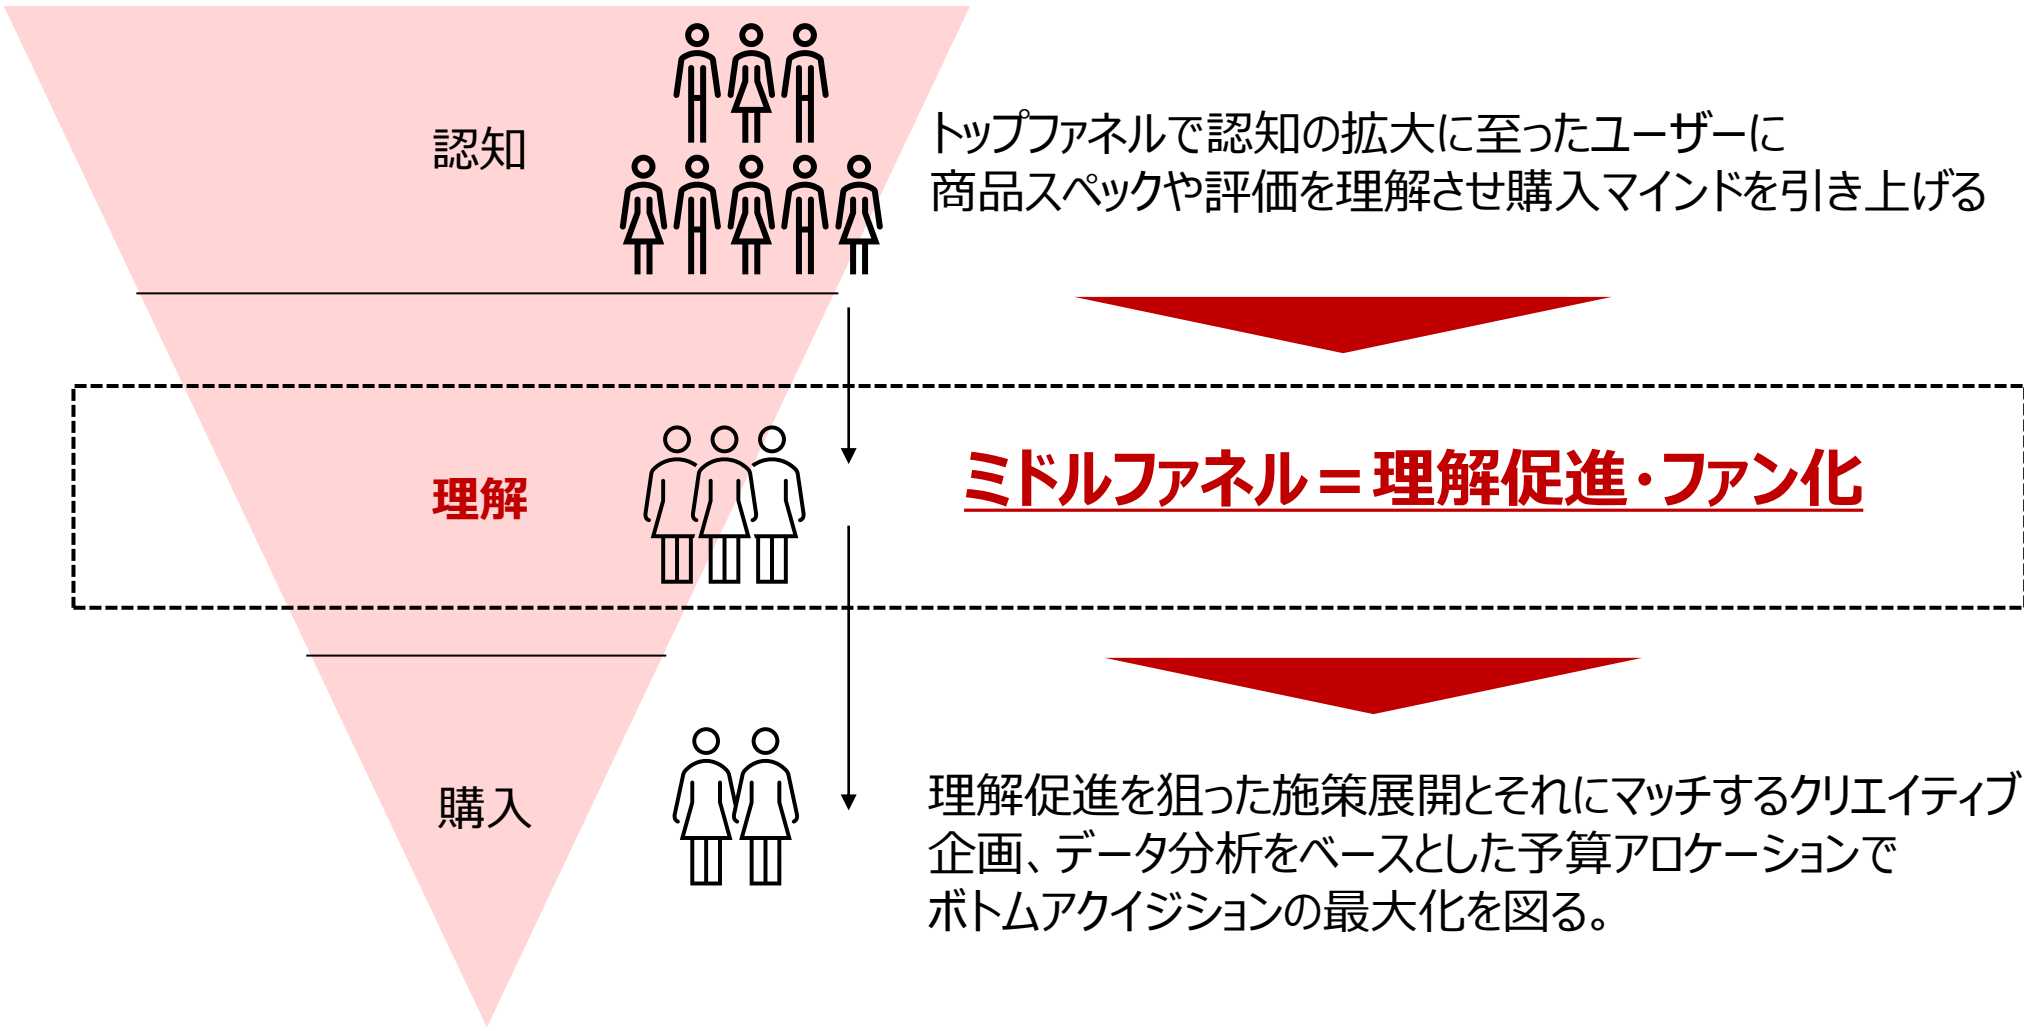 認知
トップファネルで認知の拡大に至ったユーザーに
商品スペックや評価を理解させ購入マインドを引き上げる
理解
ミドルファネル＝理解促進・ファン化
購入
理解促進を狙った施策展開とそれにマッチするクリエイティブ
企画、データ分析をベースとした予算アロケーションで
ボトムアクイジションの最大化を図る。